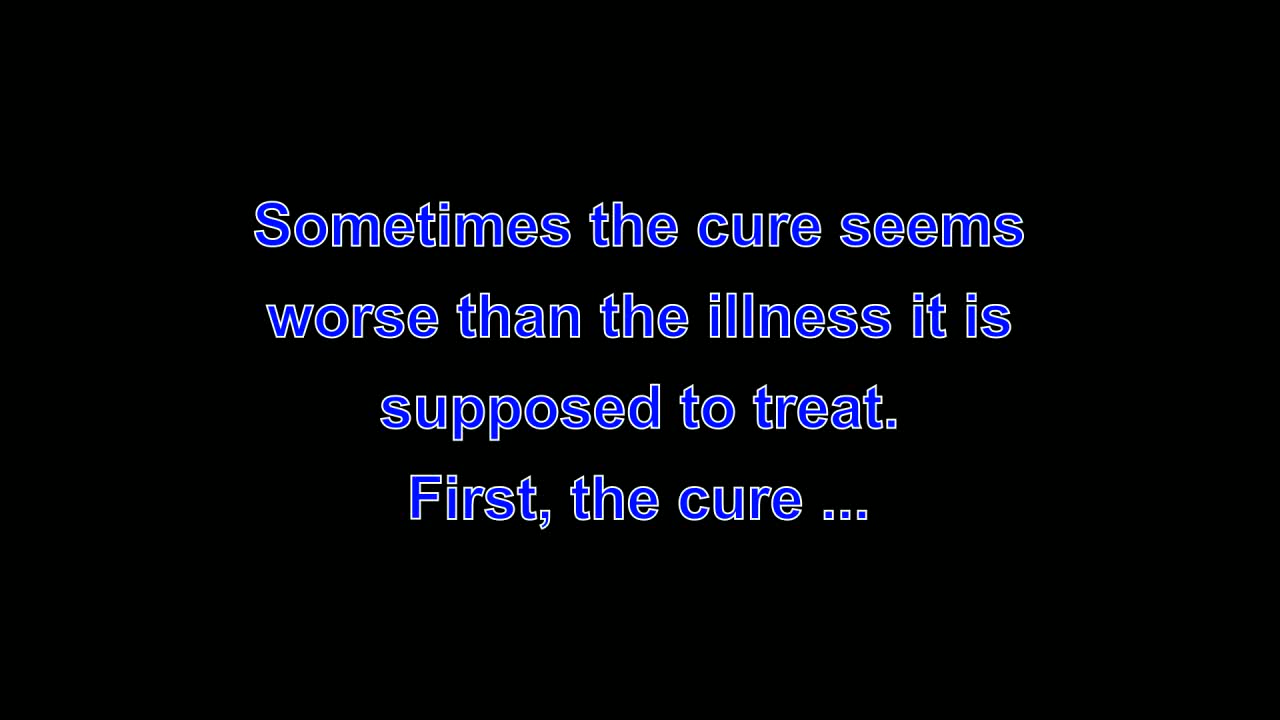 Sometimes the cure seems
worse than the illness it is
supposed to treat.
First, the cure ...